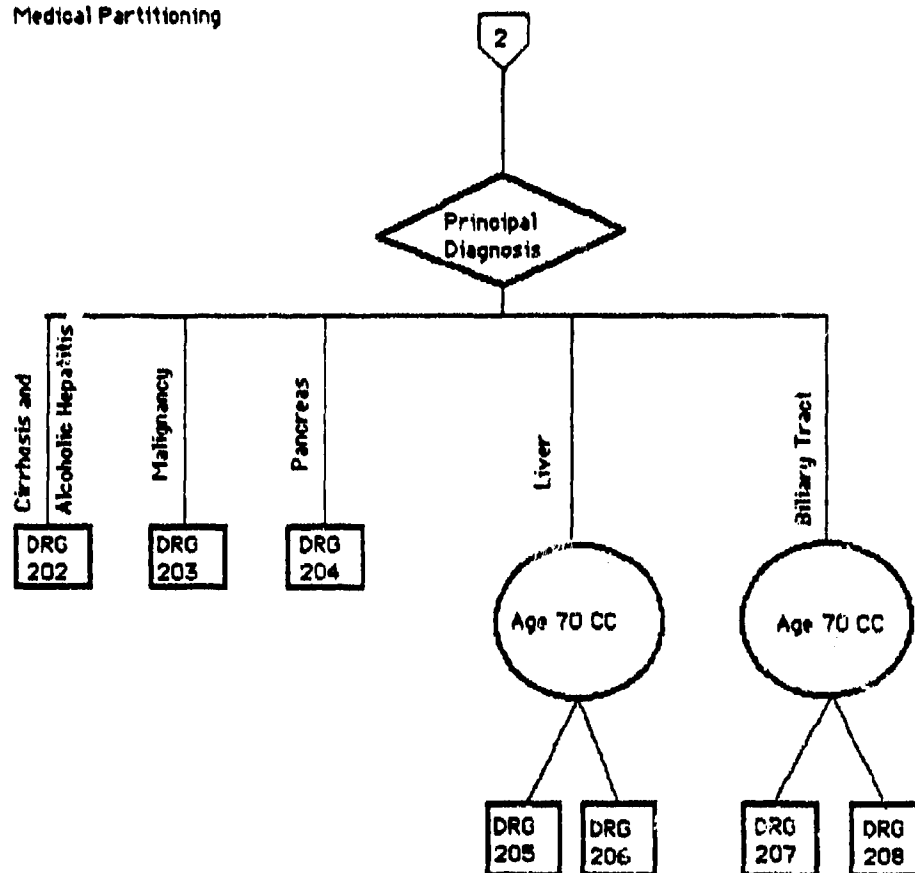 Medical Partitioning
2
Principal
Diagnosis
Cirrhosis and
Alcoholic Hepatitis
Malignancy
Pancreas
Liver
Biliary Tract
DRG
202
DRG
203
DRG
204
Age 70 CC
Age 70 CC
DRG
205
DRG
206
DRG
207
DRG
208